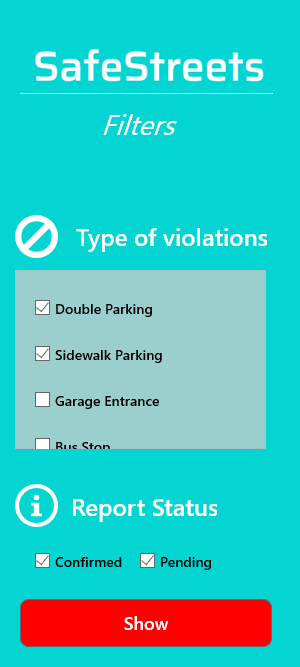 SafeStreets
Filters
Type of violations
Double Parking
Sidewalk Parking
Garage Entrance
Bus Stop
Report Status
Confirmed Pending
Show